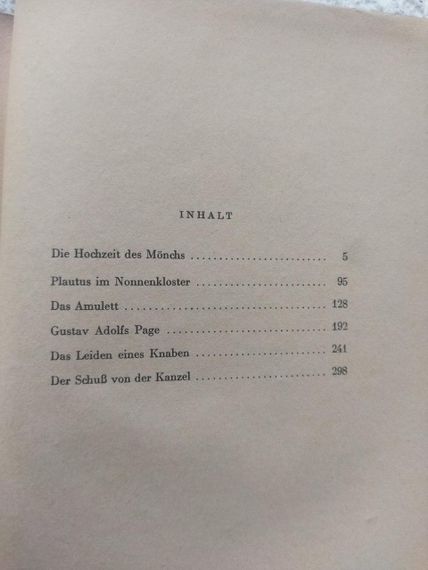 INHALT
Die Hochzeit des Mönchs ........................... 5
Plautus im Nonnenkloster .......................... 95
Das Amulett ........................................ 128
Gustav Adolfs Page ................................ 192
Das Leiden eines Knaben ........................... 241
Der Schuß von der Kanzel .......................... 298